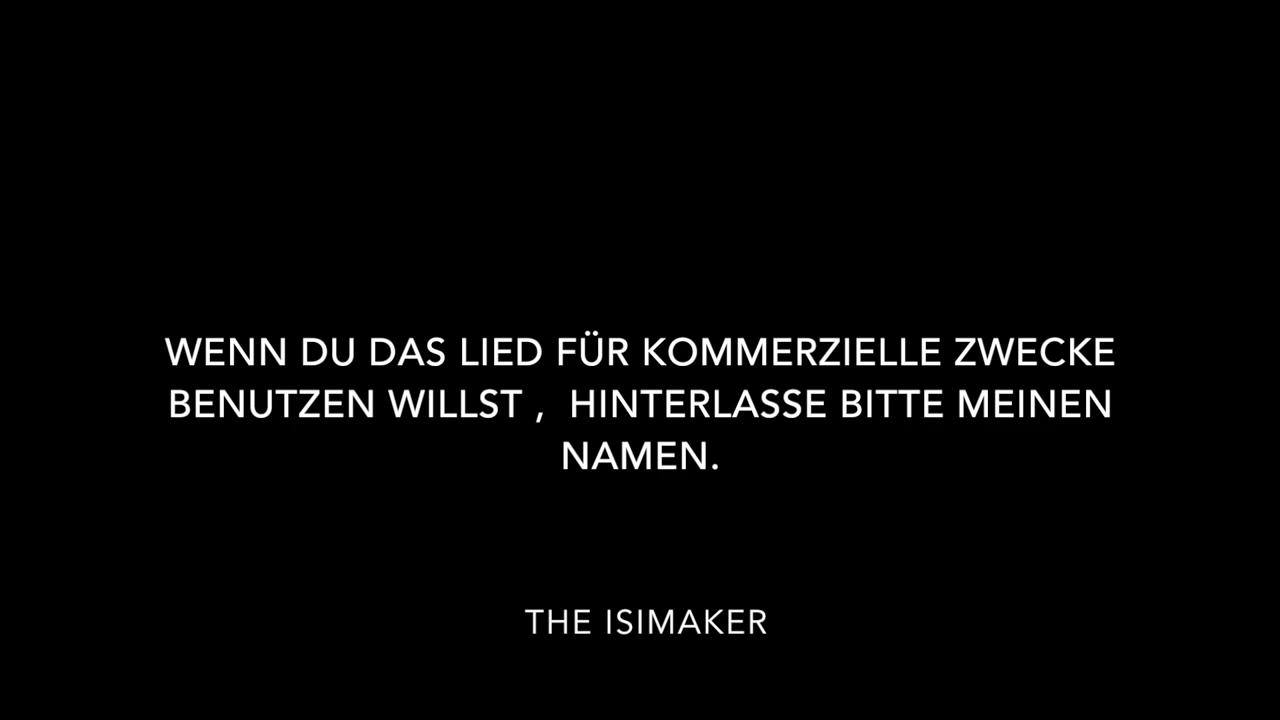 WENN DU DAS LIED FÜR KOMMERZIELLE ZWECKE
BENUTZEN WILLST ,  HINTERLASSE BITTE MEINEN
NAMEN.
THE ISIMAKER